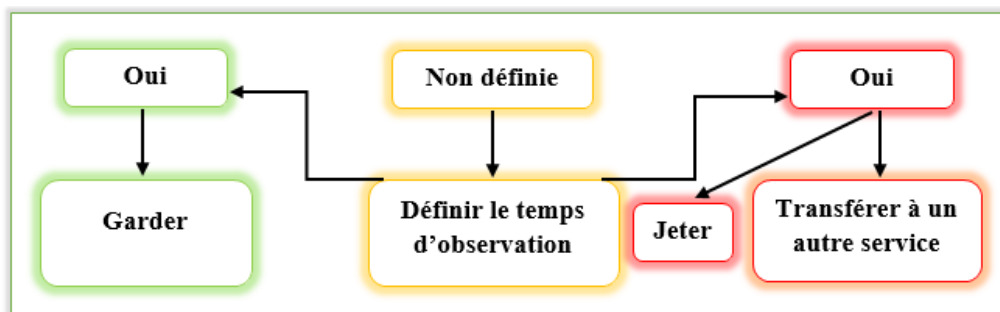 Oui
Non définie
Oui
Garder
Définir le temps
d’observation
Jeter
Transférer à un
autre service